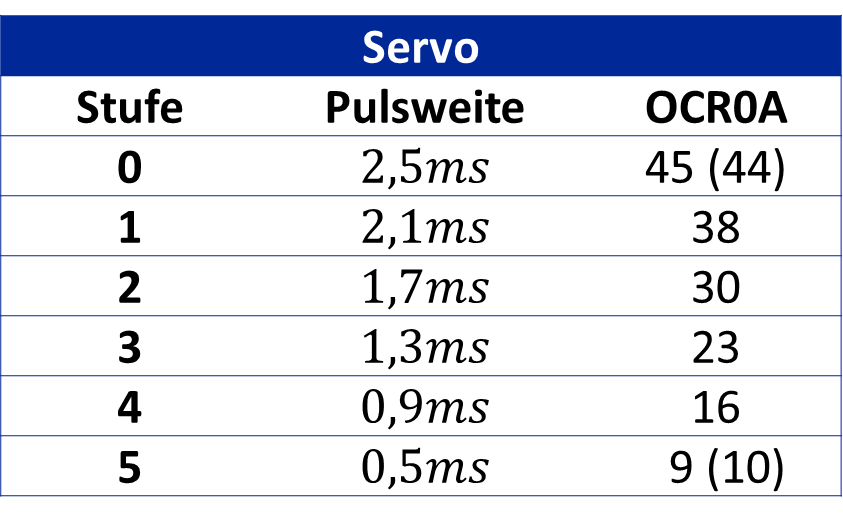 Servo
Stufe Pulsweite OCR0A
0 2,5ms 45 (44)
1 2,1ms 38
2 1,7ms 30
3 1,3ms 23
4 0,9ms 16
5 0,5ms 9 (10)